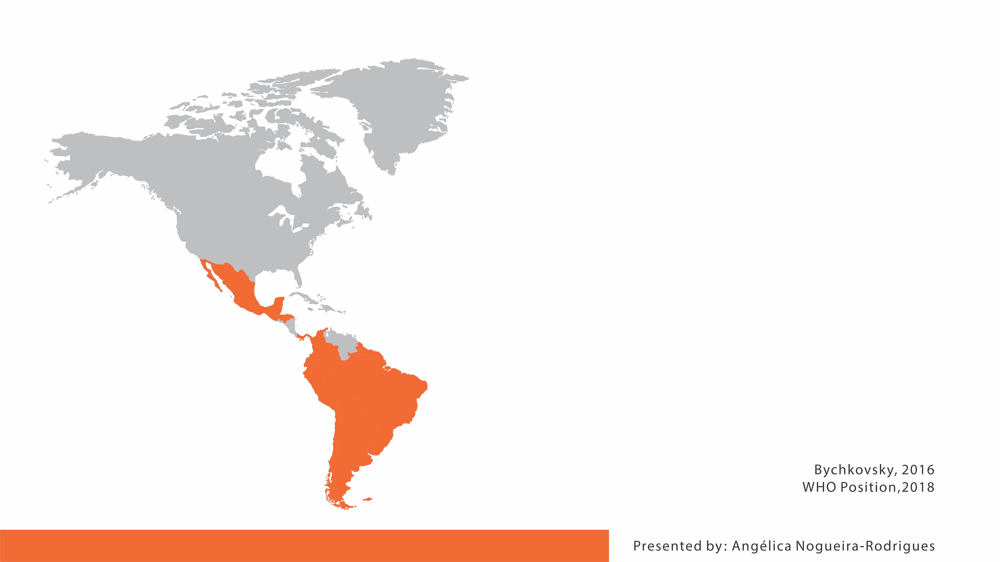 Bychkovsky, 2016
WHO Position,2018
Presented by: Angélica Nogueira-Rodrigues